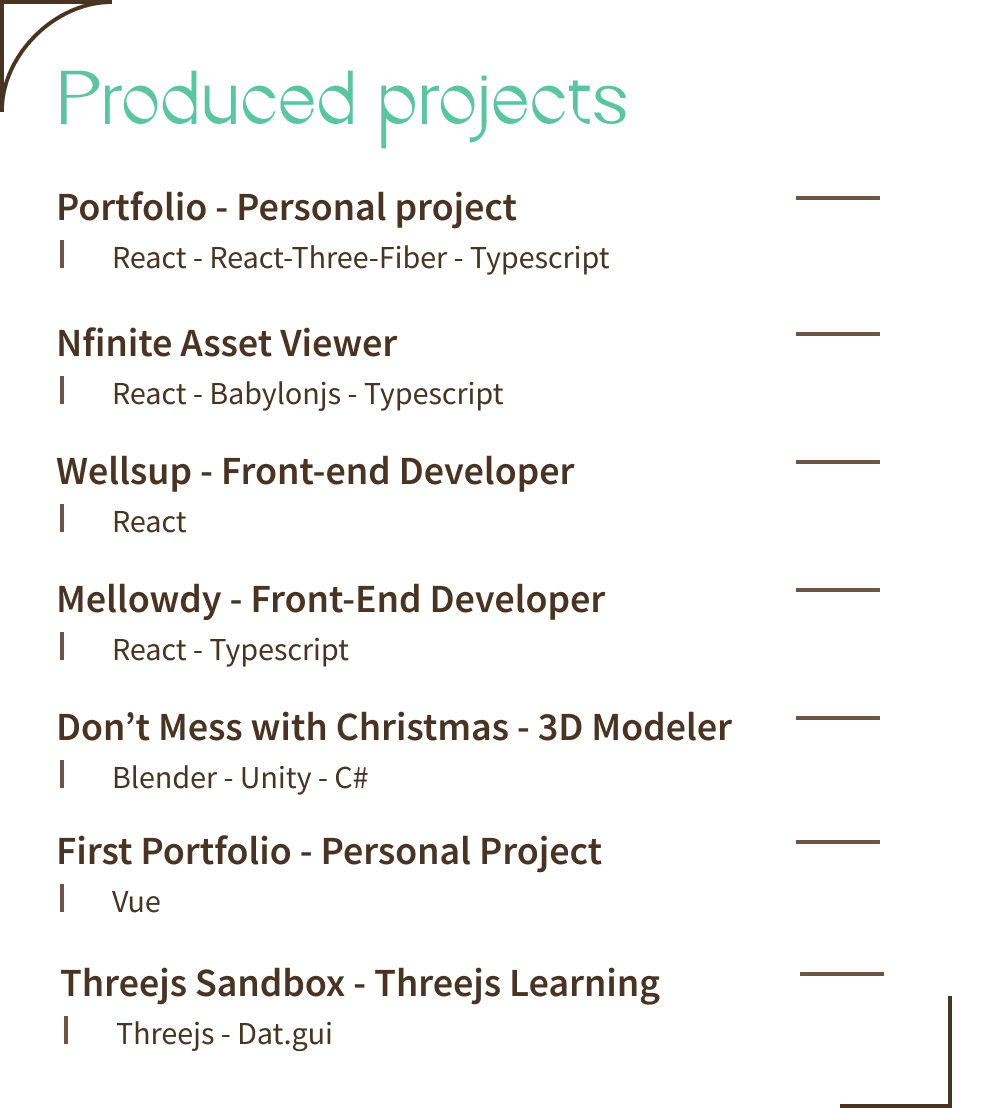 Produced projects
Portfolio - Personal project
React - React-Three-Fiber - Typescript
Nfinite Asset Viewer
React - Babylonjs - Typescript
Wellsup - Front-end Developer
React
Mellowdy - Front-End Developer
React - Typescript
Don’t Mess with Christmas - 3D Modeler
Blender - Unity - C#
First Portfolio - Personal Project
Vue
Threejs Sandbox - Threejs Learning
Threejs - Dat.gui